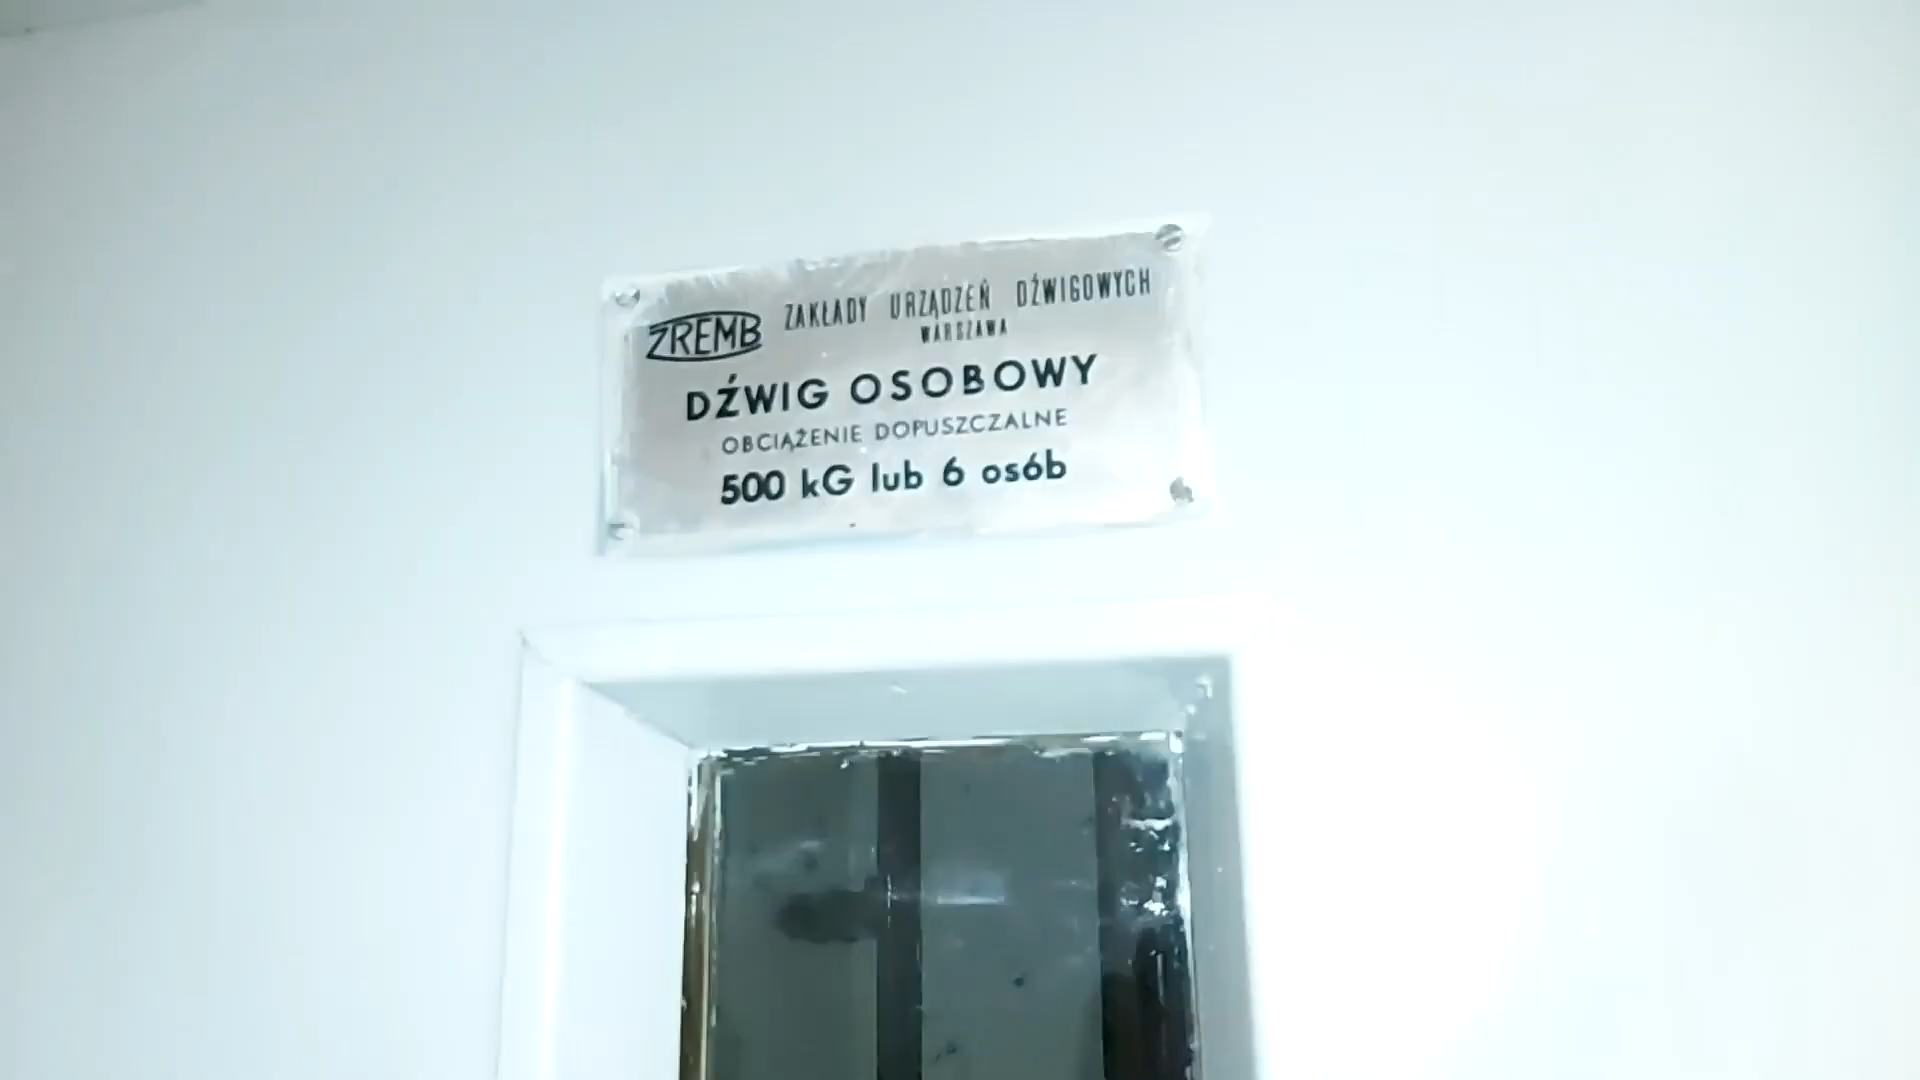 ZREMB ZAKŁADY URZĄDZEŃ DŹWIGOWYCH
WARSZAWA
DŹWIG OSOBOWY
OBCIĄŻENIE DOPUSZCZALNE
500 kG lub 6 osób